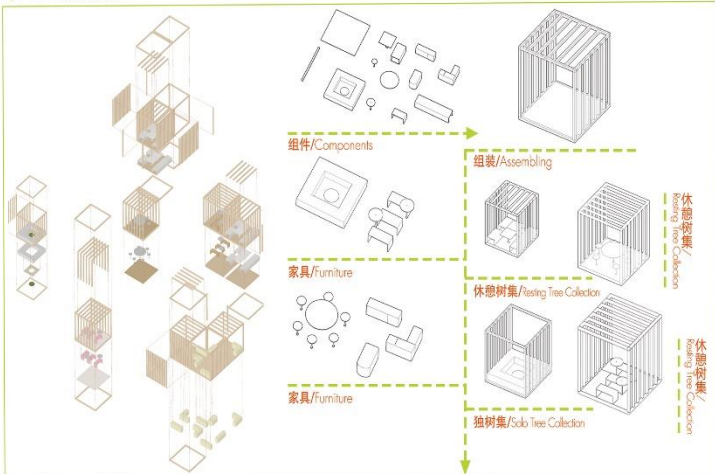 组件/Components
组装/Assembling
休憩树集/
Resting Tree Collection
家具/Furniture
休憩树集/Resting Tree Collection
休憩树集/
Resting Tree Collection
家具/Furniture
独树集/Solo Tree Collection